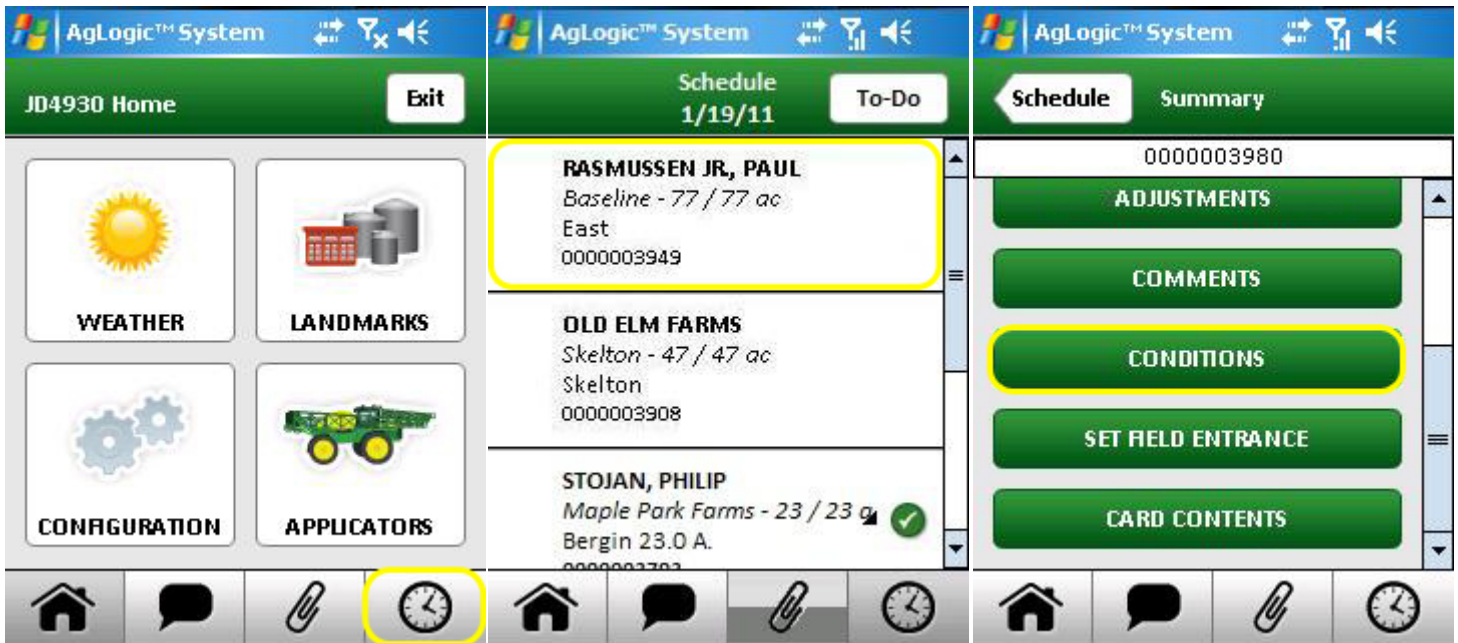 AgLogic™ System
JD4930 Home
Exit
WEATHER
LANDMARKS
CONFIGURATION
APPLICATORS
AgLogic™ System
Schedule
1/19/11
To-Do
RASMUSSEN JR., PAUL
Baseline - 77 / 77 ac
East
0000003949
OLD ELM FARMS
Skelton - 47 / 47 ac
Skelton
0000003908
STOJAN, PHILIP
Maple Park Farms - 23 / 23 a
Bergin 23.0 A.
AgLogic™ System
Schedule
Summary
0000003980
ADJUSTMENTS
COMMENTS
CONDITIONS
SET FIELD ENTRANCE
CARD CONTENTS